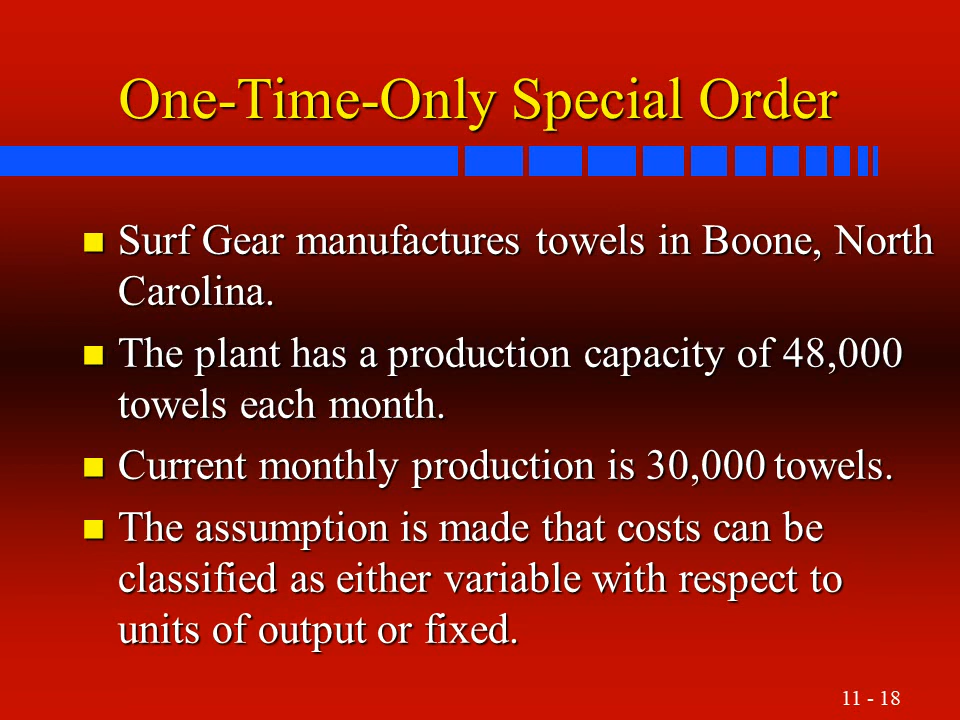 One-Time-Only Special Order
Surf Gear manufactures towels in Boone, North
Carolina.
The plant has a production capacity of 48,000
towels each month.
Current monthly production is 30,000 towels.
The assumption is made that costs can be
classified as either variable with respect to
units of output or fixed.
11 - 18